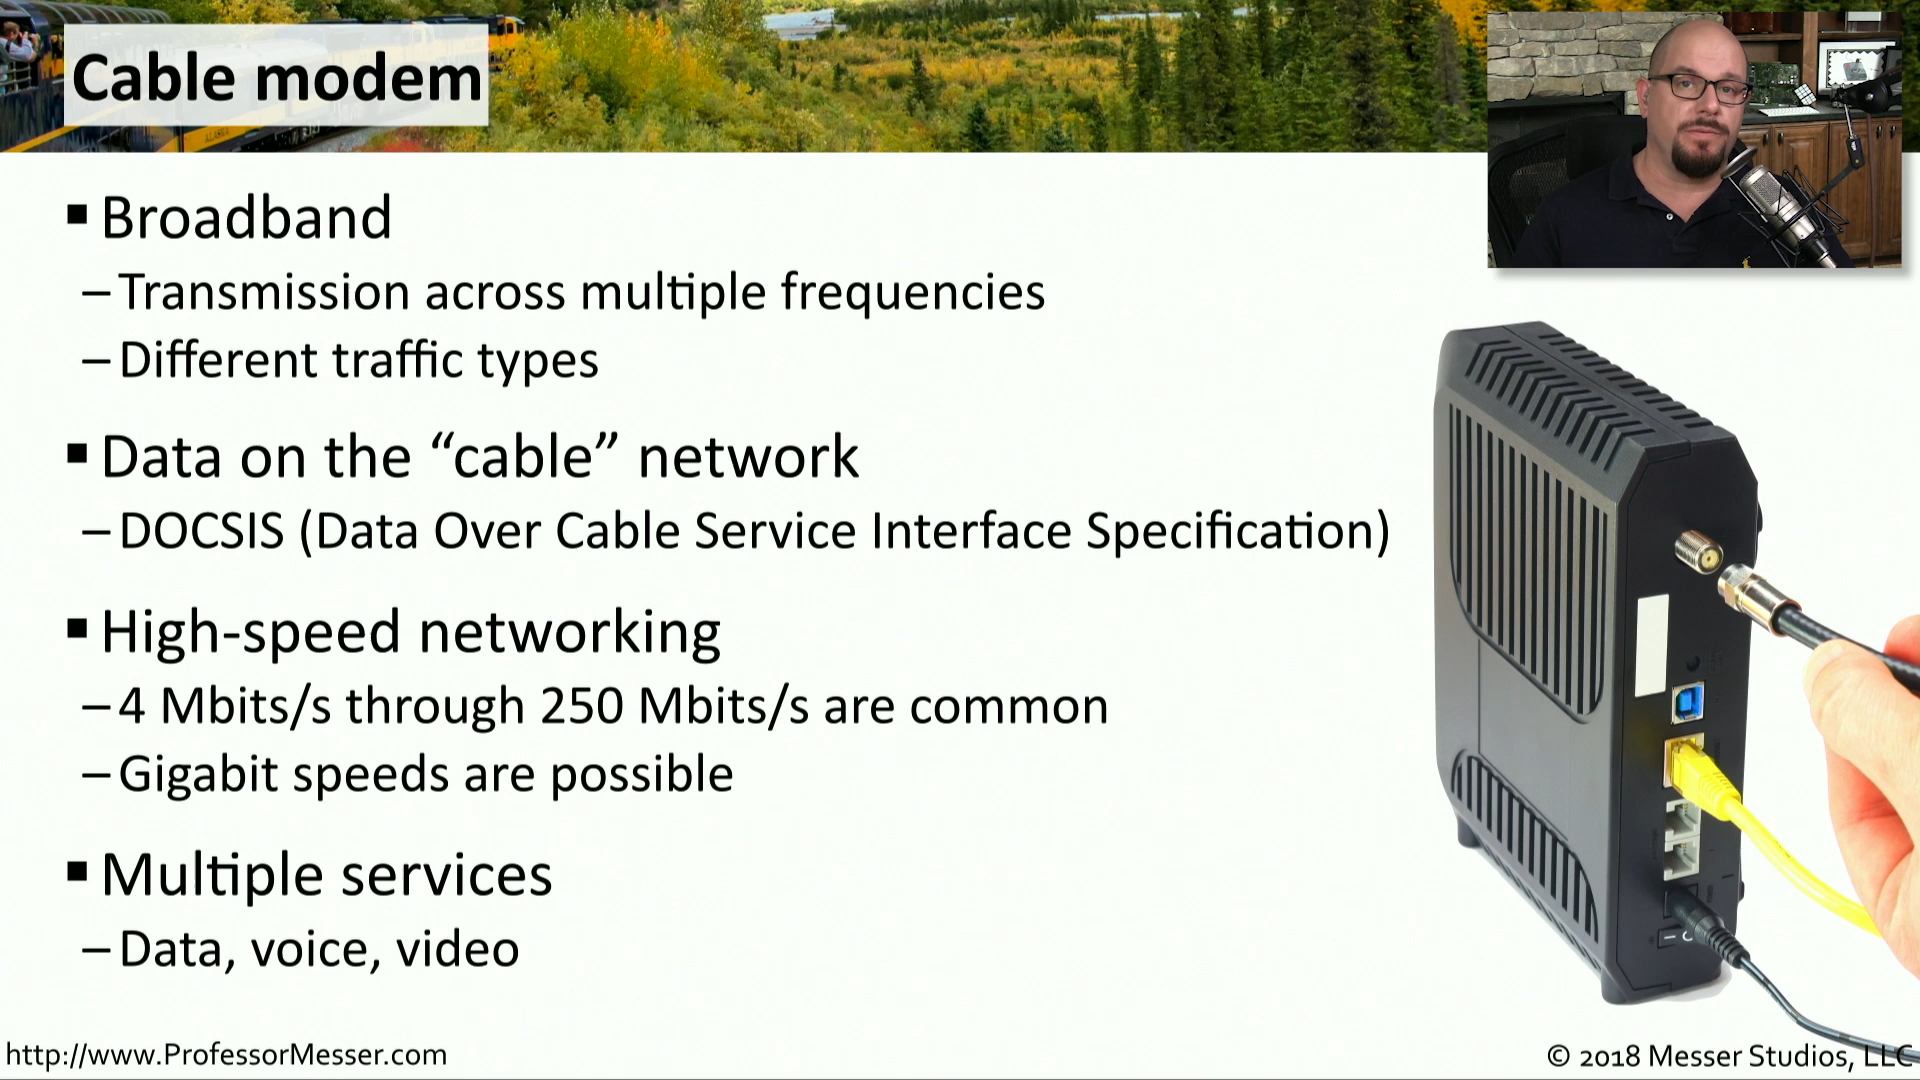 Cable modem
▪ Broadband
– Transmission across multiple frequencies
– Different traffic types
▪ Data on the “cable” network
– DOCSIS (Data Over Cable Service Interface Specification)
▪ High-speed networking
– 4 Mbits/s through 250 Mbits/s are common
– Gigabit speeds are possible
▪ Multiple services
– Data, voice, video
http://www.ProfessorMesser.com
© 2018 Messer Studios, LLC